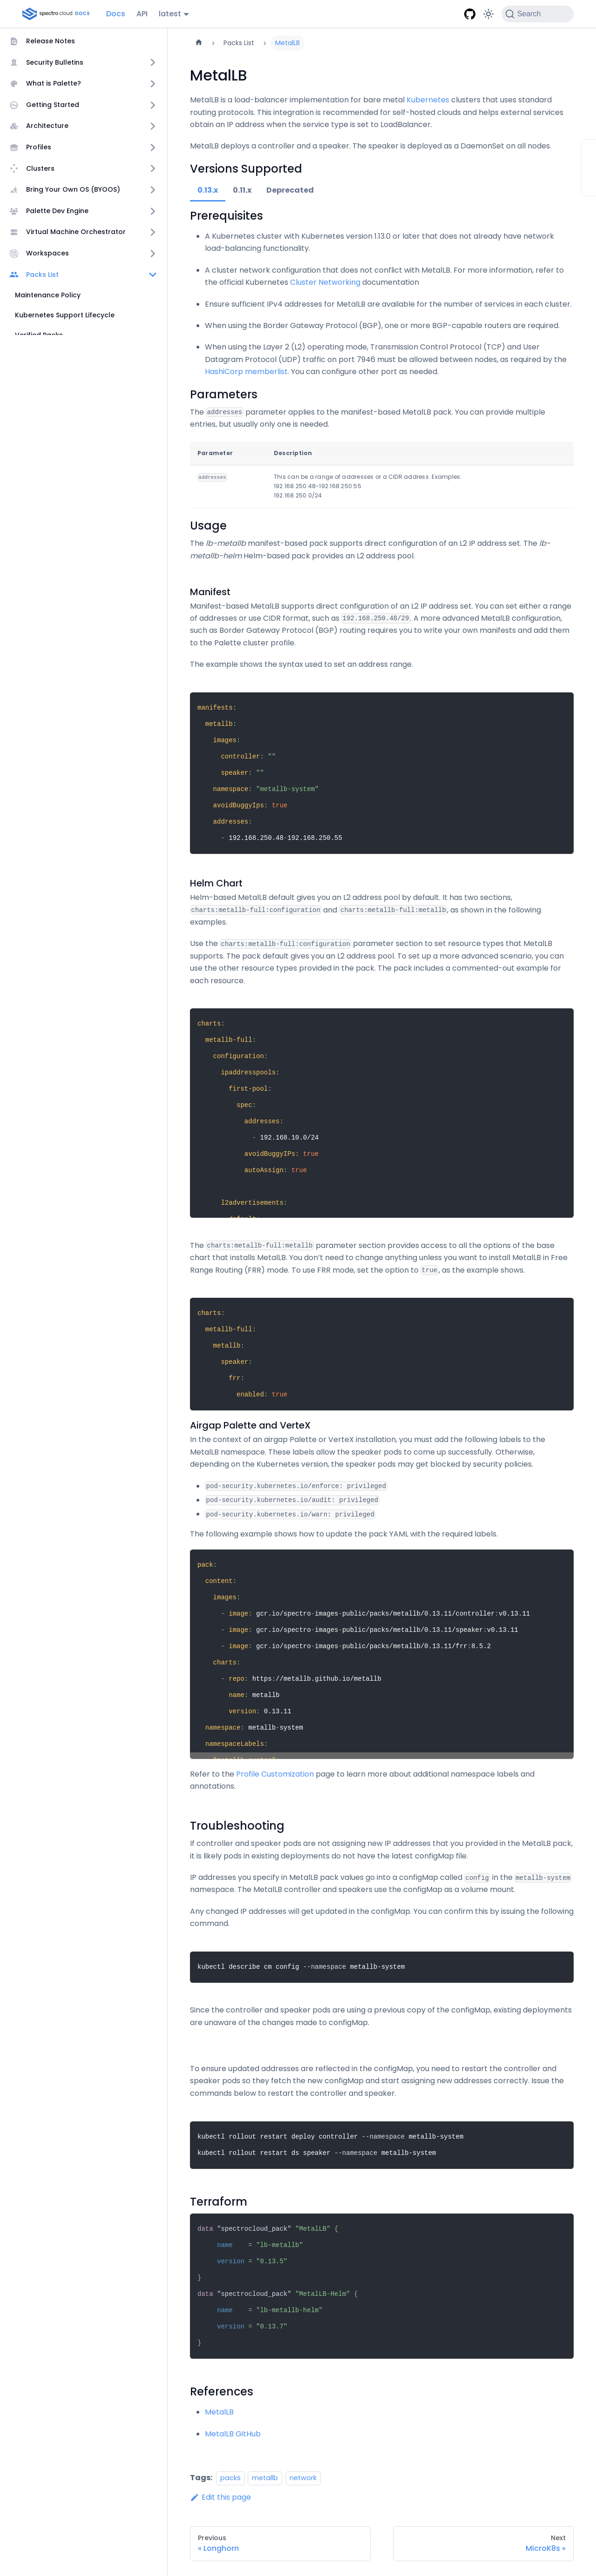 spectro cloud DOCS Docs API latest Search
Release Notes
Security Bulletins
What is Palette?
Getting Started
Architecture
Profiles
Clusters
Bring Your Own OS (BYOOS)
Palette Dev Engine
Virtual Machine Orchestrator
Workspaces
Packs List
Maintenance Policy
Kubernetes Support Lifecycle
Verified Packs
Packs List MetalLB
MetalLB
MetalLB is a load-balancer implementation for bare metal Kubernetes clusters that uses standard
routing protocols. This integration is recommended for self-hosted clouds and helps external services
obtain an IP address when the service type is set to LoadBalancer.
MetalLB deploys a controller and a speaker. The speaker is deployed as a DaemonSet on all nodes.
Versions Supported
0.13.x 0.11.x Deprecated
Prerequisites
A Kubernetes cluster with Kubernetes version 1.13.0 or later that does not already have network
load-balancing functionality.
A cluster network configuration that does not conflict with MetalLB. For more information, refer to
the official Kubernetes Cluster Networking documentation
Ensure sufficient IPv4 addresses for MetalLB are available for the number of services in each cluster.
When using the Border Gateway Protocol (BGP), one or more BGP-capable routers are required.
When using the Layer 2 (L2) operating mode, Transmission Control Protocol (TCP) and User
Datagram Protocol (UDP) traffic on port 7946 must be allowed between nodes, as required by the
HashiCorp memberlist. You can configure other port as needed.
Parameters
The addresses parameter applies to the manifest-based MetalLB pack. You can provide multiple
entries, but usually only one is needed.
Parameter Description
addresses This can be a range of addresses or a CIDR address. Examples:
192.168.250.48-192.168.250.55
192.168.250.0/24
Usage
The lb-metallb manifest-based pack supports direct configuration of an L2 IP address set. The lb-
metallb-helm Helm-based pack provides an L2 address pool.
Manifest
Manifest-based MetalLB supports direct configuration of an L2 IP address set. You can set either a range
of addresses or use CIDR format, such as 192.168.250.48/29. A more advanced MetalLB configuration,
such as Border Gateway Protocol (BGP) routing requires you to write your own manifests and add them
to the Palette cluster profile.
The example shows the syntax used to set an address range.
manifests:
metallb:
images:
controller: ""
speaker: ""
namespace: "metallb-system"
avoidBuggyIps: true
addresses:
- 192.168.250.48-192.168.250.55
Helm Chart
Helm-based MetalLB default gives you an L2 address pool by default. It has two sections,
charts:metallb-full:configuration and charts:metallb-full:metallb, as shown in the following
examples.
Use the charts:metallb-full:configuration parameter section to set resource types that MetalLB
supports. The pack default gives you an L2 address pool. To set up a more advanced scenario, you can
use the other resource types provided in the pack. The pack includes a commented-out example for
each resource.
charts:
metallb-full:
configuration:
ipaddresspools:
first-pool:
spec:
addresses:
- 192.168.10.0/24
avoidBuggyIPs: true
autoAssign: true
l2advertisements:
The charts:metallb-full:metallb parameter section provides access to all the options of the base
chart that installs MetalLB. You don't need to change anything unless you want to install MetalLB in Free
Range Routing (FRR) mode. To use FRR mode, set the option to true, as the example shows.
charts:
metallb-full:
metallb:
speaker:
frr:
enabled: true
Airgap Palette and VerteX
In the context of an airgap Palette or VerteX installation, you must add the following labels to the
MetalLB namespace. These labels allow the speaker pods to come up successfully. Otherwise,
depending on the Kubernetes version, the speaker pods may get blocked by security policies.
pod-security.kubernetes.io/enforce: privileged
pod-security.kubernetes.io/audit: privileged
pod-security.kubernetes.io/warn: privileged
The following example shows how to update the pack YAML with the required labels.
pack:
content:
images:
- image: gcr.io/spectro-images-public/packs/metallb/0.13.11/controller:v0.13.11
- image: gcr.io/spectro-images-public/packs/metallb/0.13.11/speaker:v0.13.11
- image: gcr.io/spectro-images-public/packs/metallb/0.13.11/frr:8.5.2
charts:
- repo: https://metallb.github.io/metallb
name: metallb
version: 0.13.11
namespace: metallb-system
namespaceLabels:
Refer to the Profile Customization page to learn more about additional namespace labels and
annotations.
Troubleshooting
If controller and speaker pods are not assigning new IP addresses that you provided in the MetalLB pack,
it is likely pods in existing deployments do not have the latest configMap file.
IP addresses you specify in MetalLB pack values go into a configMap called config in the metallb-system
namespace. The MetalLB controller and speakers use the configMap as a volume mount.
Any changed IP addresses will get updated in the configMap. You can confirm this by issuing the following
command.
kubectl describe cm config --namespace metallb-system
Since the controller and speaker pods are using a previous copy of the configMap, existing deployments
are unaware of the changes made to configMap.
To ensure updated addresses are reflected in the configMap, you need to restart the controller and
speaker pods so they fetch the new configMap and start assigning new addresses correctly. Issue the
commands below to restart the controller and speaker.
kubectl rollout restart deploy controller --namespace metallb-system
kubectl rollout restart ds speaker --namespace metallb-system
Terraform
data "spectrocloud_pack" "MetalLB" {
name = "lb-metallb"
version = "0.13.5"
}
data "spectrocloud_pack" "MetalLB-Helm" {
name = "lb-metallb-helm"
version = "0.13.7"
}
References
MetalLB
MetalLB GitHub
Tags: packs metallb network
Edit this page
Previous
« Longhorn
Next
MicroK8s »